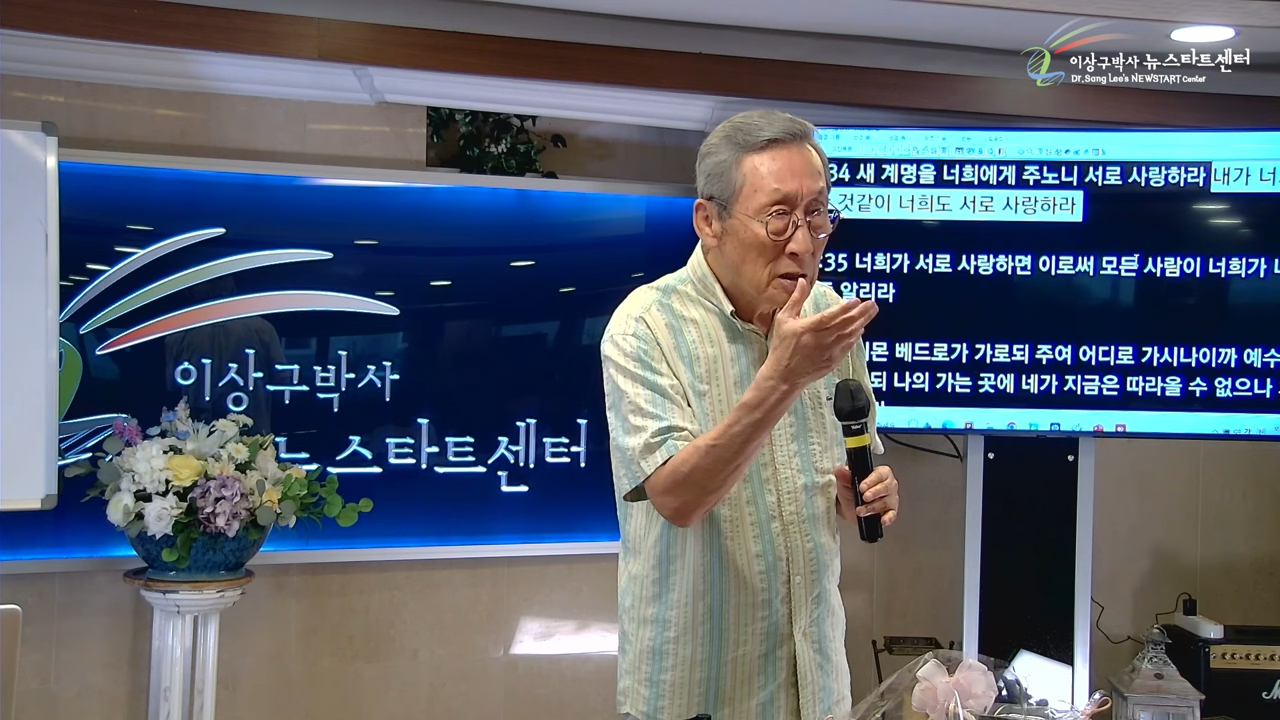 이상구박사 뉴스타트센터
Dr. Sang Lee's NEWSTART Center
34 새 계명을 너희에게 주노니 서로 사랑하라 내가 너
것같이 너희도 서로 사랑하라
:35 너희가 서로 사랑하면 이로써 모든 사람이 너희가 내
알리라
몬 베드로가 가로되 주여 어디로 가시나이까 예수
되 나의 가는 곳에 네가 지금은 따라올 수 없으나
이상구박사
뉴스타트센터